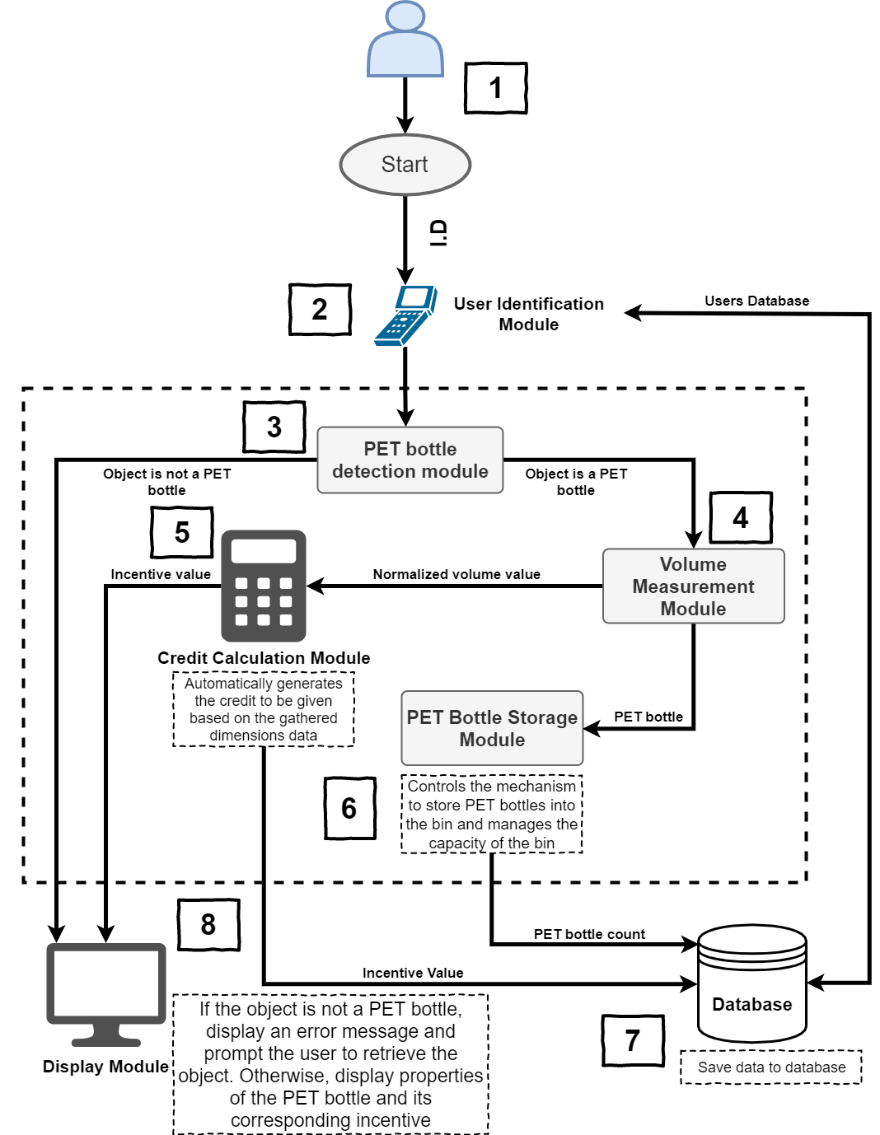 1
Start
I.D
2
User Identification
Module
Users Database
3
PET bottle
detection module
Object is not a PET
bottle
Object is a PET
bottle
4
5
Volume
Measurement
Module
Incentive value
Normalized volume value
Credit Calculation Module
Automatically generates
the credit to be given
based on the gathered
dimensions data
PET Bottle Storage
Module
PET bottle
6
Controls the mechanism
to store PET bottles into
the bin and manages the
capacity of the bin
8
PET bottle count
Incentive Value
Database
7
Save data to database
Display Module
If the object is not a PET bottle,
display an error message and
prompt the user to retrieve the
object. Otherwise, display properties
of the PET bottle and its
corresponding incentive